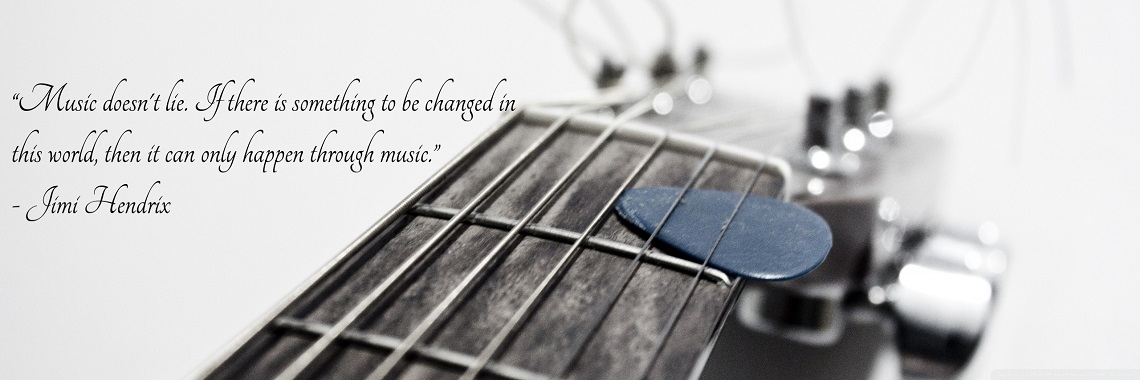 “Music doesn't lie. If there is something to be changed in
this world, then it can only happen through music.”
- Jimi Hendrix